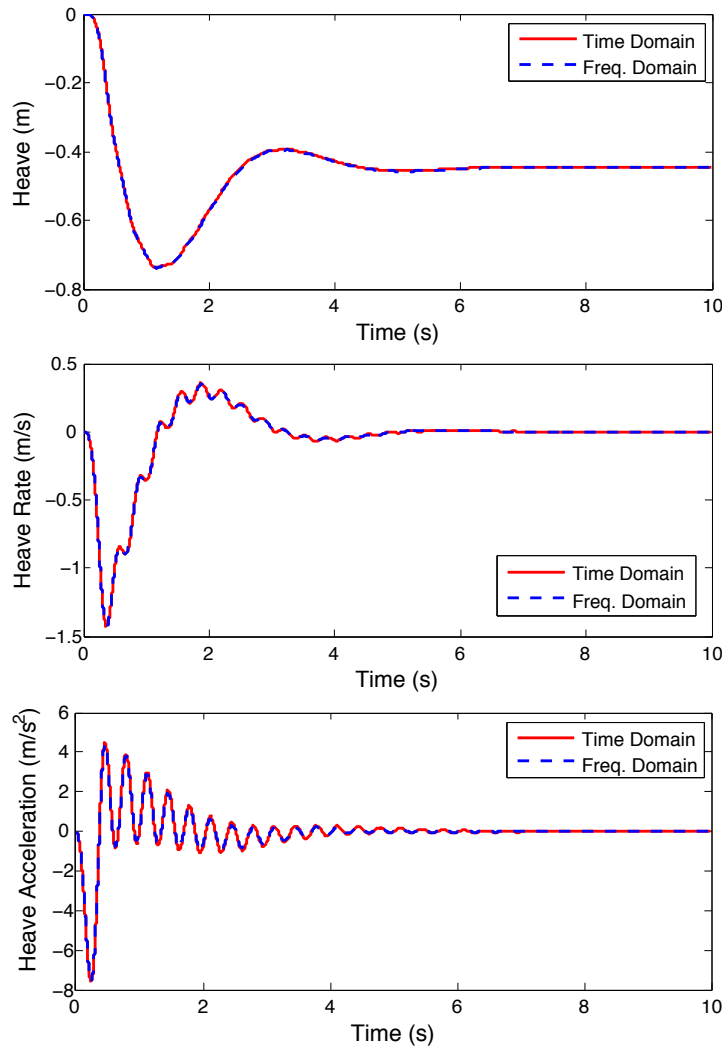 0
−0.2
−0.4
−0.6
−0.8
0 2 4 6 8 10
Heave (m)
Time (s)
Time Domain
Freq. Domain
0.5
0
−0.5
−1
−1.5
0 2 4 6 8 10
Heave Rate (m/s)
Time (s)
Time Domain
Freq. Domain
6
4
2
0
−2
−4
−6
−8
0 2 4 6 8 10
Heave Acceleration (m/s²)
Time (s)
Time Domain
Freq. Domain